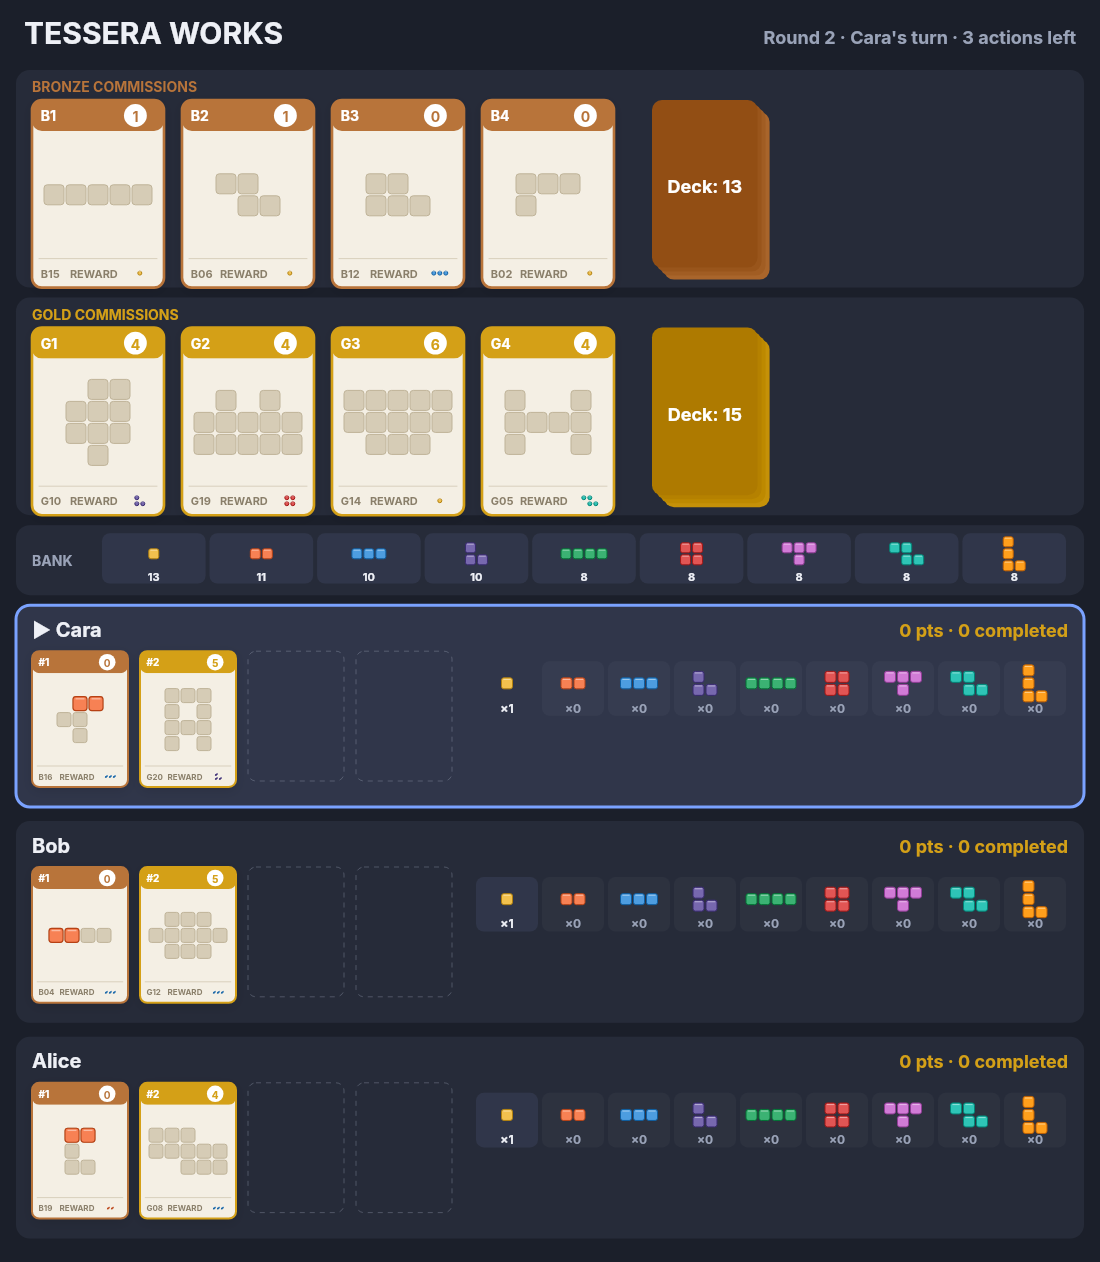 TESSERA WORKS
Round 2 · Cara's turn · 3 actions left
BRONZE COMMISSIONS
B1 1
B2 1
B3 0
B4 0
B15 REWARD
B06 REWARD
B12 REWARD
B02 REWARD
Deck: 13
GOLD COMMISSIONS
G1 4
G2 4
G3 6
G4 4
G10 REWARD
G19 REWARD
G14 REWARD
G05 REWARD
Deck: 15
BANK
13 11 10 10 8 8 8 8 8
▶ Cara
0 pts · 0 completed
#1 0
#2 5
B16 REWARD
G20 REWARD
×1 ×0 ×0 ×0 ×0 ×0 ×0 ×0 ×0
Bob
0 pts · 0 completed
#1 0
#2 5
B04 REWARD
G12 REWARD
×1 ×0 ×0 ×0 ×0 ×0 ×0 ×0 ×0
Alice
0 pts · 0 completed
#1 0
#2 4
B19 REWARD
G08 REWARD
×1 ×0 ×0 ×0 ×0 ×0 ×0 ×0 ×0